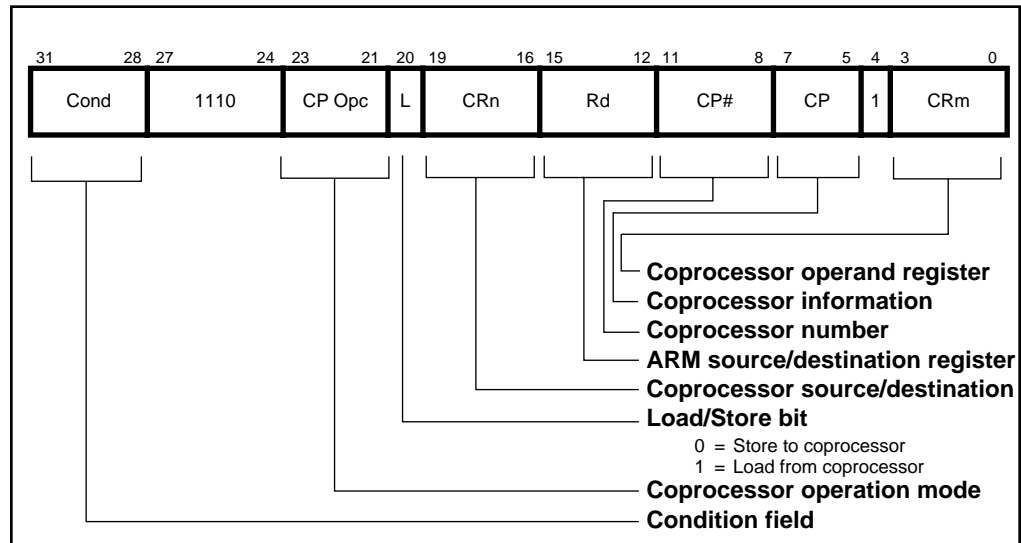 31 28 27 24 23 21 20 19 16 15 12 11 8 7 5 4 3 0
Cond 1110 CP Opc L CRn Rd CP# CP 1 CRm
Coprocessor operand register
Coprocessor information
Coprocessor number
ARM source/destination register
Coprocessor source/destination
Load/Store bit
0 = Store to coprocessor
1 = Load from coprocessor
Coprocessor operation mode
Condition field